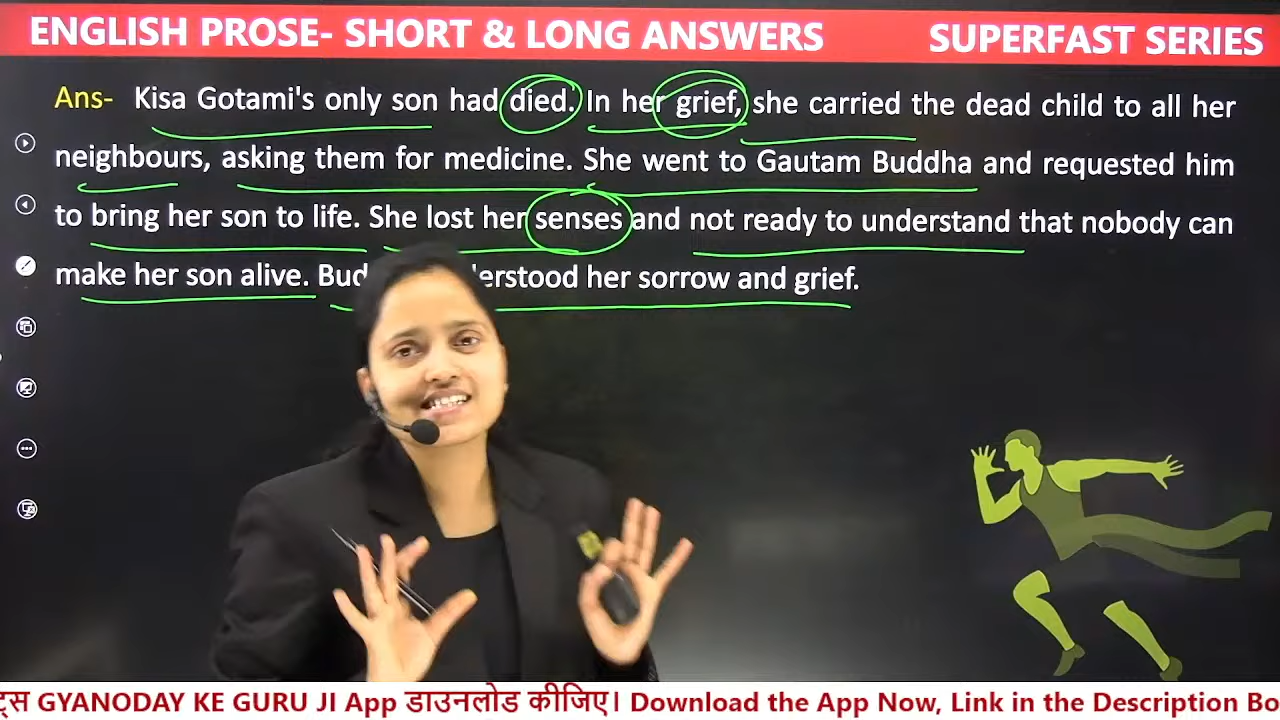 ENGLISH PROSE- SHORT & LONG ANSWERS SUPERFAST SERIES
Ans- Kisa Gotami's only son had died. In her grief, she carried the dead child to all her
neighbours, asking them for medicine. She went to Gautam Buddha and requested him
to bring her son to life. She lost her senses and not ready to understand that nobody can
make her son alive. understood her sorrow and grief.
GYANODAY KE GURU JI App डाउनलोड कीजिए। Download the App Now, Link in the Description